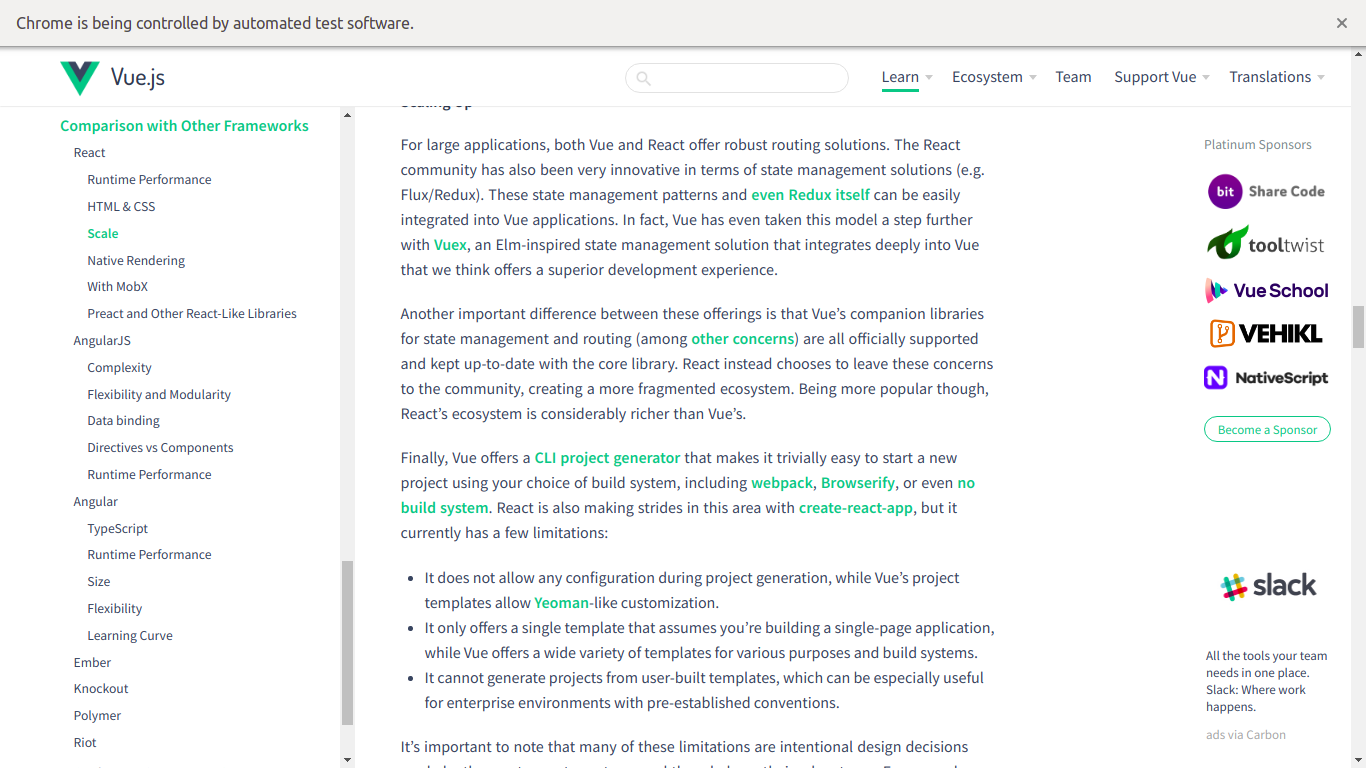 Chrome is being controlled by automated test software.
Vue.js
Learn
Ecosystem
Team
Support Vue
Translations
Comparison with Other Frameworks
React
Runtime Performance
HTML & CSS
Scale
Native Rendering
With MobX
Preact and Other React-Like Libraries
AngularJS
Complexity
Flexibility and Modularity
Data binding
Directives vs Components
Runtime Performance
Angular
TypeScript
Runtime Performance
Size
Flexibility
Learning Curve
Ember
Knockout
Polymer
Riot
Scaling Up
For large applications, both Vue and React offer robust routing solutions. The React
community has also been very innovative in terms of state management solutions (e.g.
Flux/Redux). These state management patterns and even Redux itself can be easily
integrated into Vue applications. In fact, Vue has even taken this model a step further
with Vuex, an Elm-inspired state management solution that integrates deeply into Vue
that we think offers a superior development experience.
Another important difference between these offerings is that Vue's companion libraries
for state management and routing (among other concerns) are all officially supported
and kept up-to-date with the core library. React instead chooses to leave these concerns
to the community, creating a more fragmented ecosystem. Being more popular though,
React's ecosystem is considerably richer than Vue's.
Finally, Vue offers a CLI project generator that makes it trivially easy to start a new
project using your choice of build system, including webpack, Browserify, or even no
build system. React is also making strides in this area with create-react-app, but it
currently has a few limitations:
• It does not allow any configuration during project generation, while Vue's project
templates allow Yeoman-like customization.
• It only offers a single template that assumes you're building a single-page application,
while Vue offers a wide variety of templates for various purposes and build systems.
• It cannot generate projects from user-built templates, which can be especially useful
for enterprise environments with pre-established conventions.
It's important to note that many of these limitations are intentional design decisions
Platinum Sponsors
bit Share Code
tooltwist
Vue School
VEHIKL
NativeScript
Become a Sponsor
slack
All the tools your team
needs in one place.
Slack: Where work
happens.
ads via Carbon